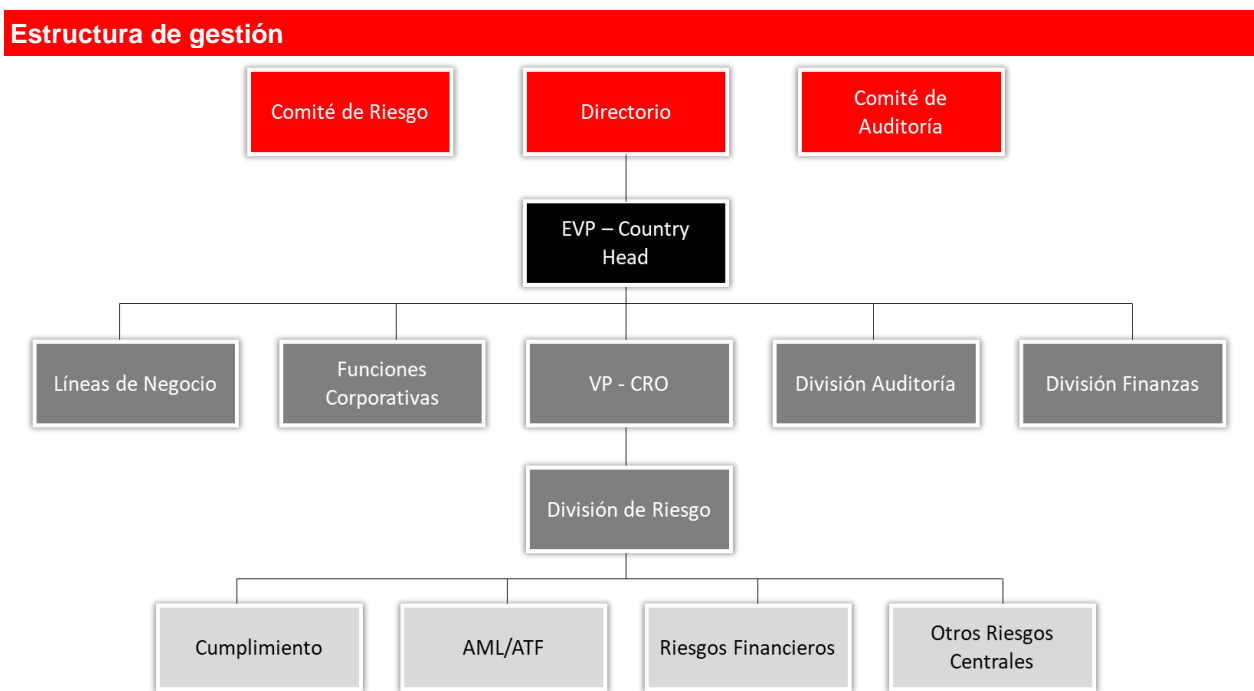 Estructura de gestión
Comité de Riesgo
Directorio
Comité de
Auditoría
EVP – Country
Head
Líneas de Negocio
Funciones
Corporativas
VP - CRO
División Auditoría
División Finanzas
División de Riesgo
Cumplimiento
AML/ATF
Riesgos Financieros
Otros Riesgos
Centrales